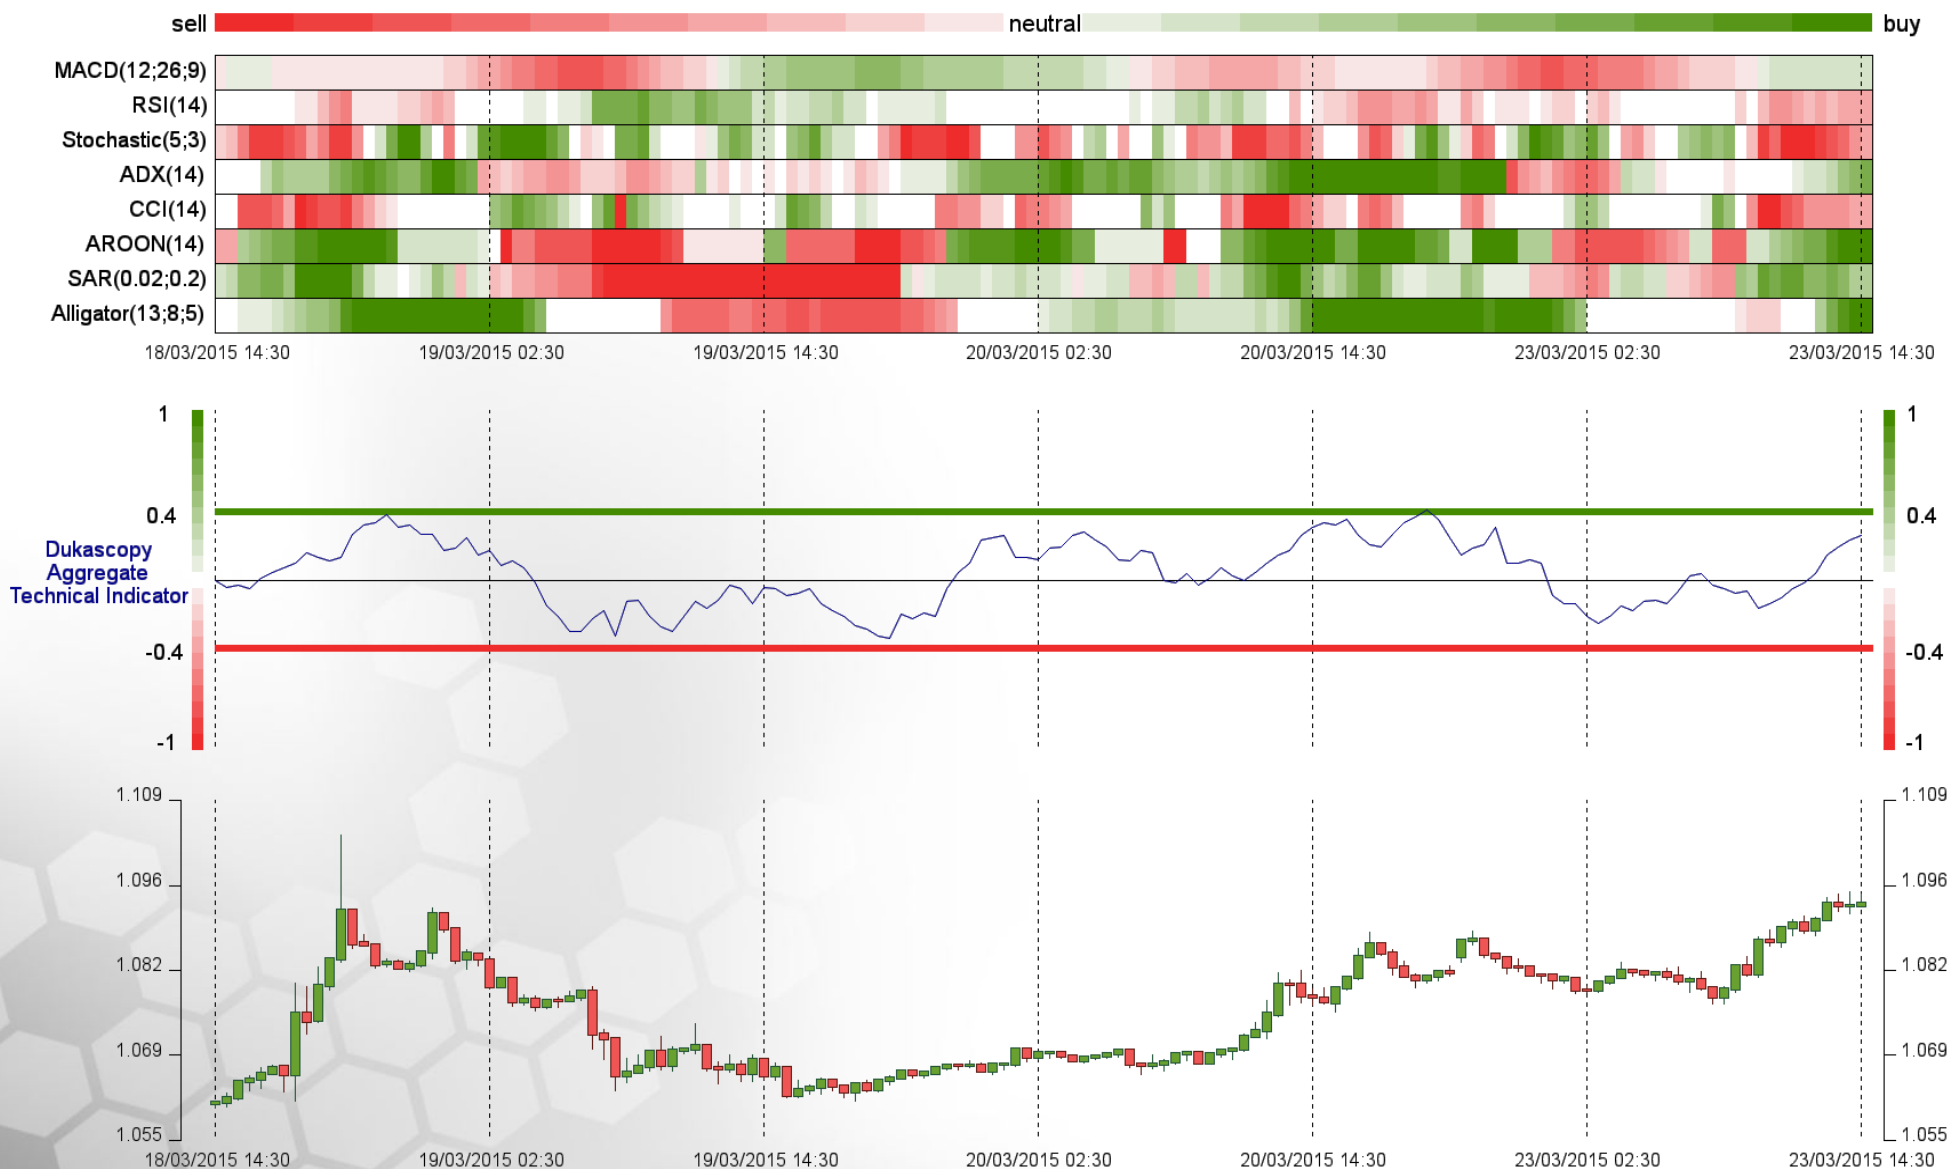 sell neutral buy
MACD(12;26;9)
RSI(14)
Stochastic(5;3)
ADX(14)
CCI(14)
AROON(14)
SAR(0.02;0.2)
Alligator(13;8;5)
18/03/2015 14:30 19/03/2015 02:30 19/03/2015 14:30 20/03/2015 02:30 20/03/2015 14:30 23/03/2015 02:30 23/03/2015 14:30
1 1
0.4 0.4
Dukascopy
Aggregate
Technical Indicator
-0.4 -0.4
-1 -1
1.109 1.109
1.096 1.096
1.082 1.082
1.069 1.069
1.055 1.055
18/03/2015 14:30 19/03/2015 02:30 19/03/2015 14:30 20/03/2015 02:30 20/03/2015 14:30 23/03/2015 02:30 23/03/2015 14:30